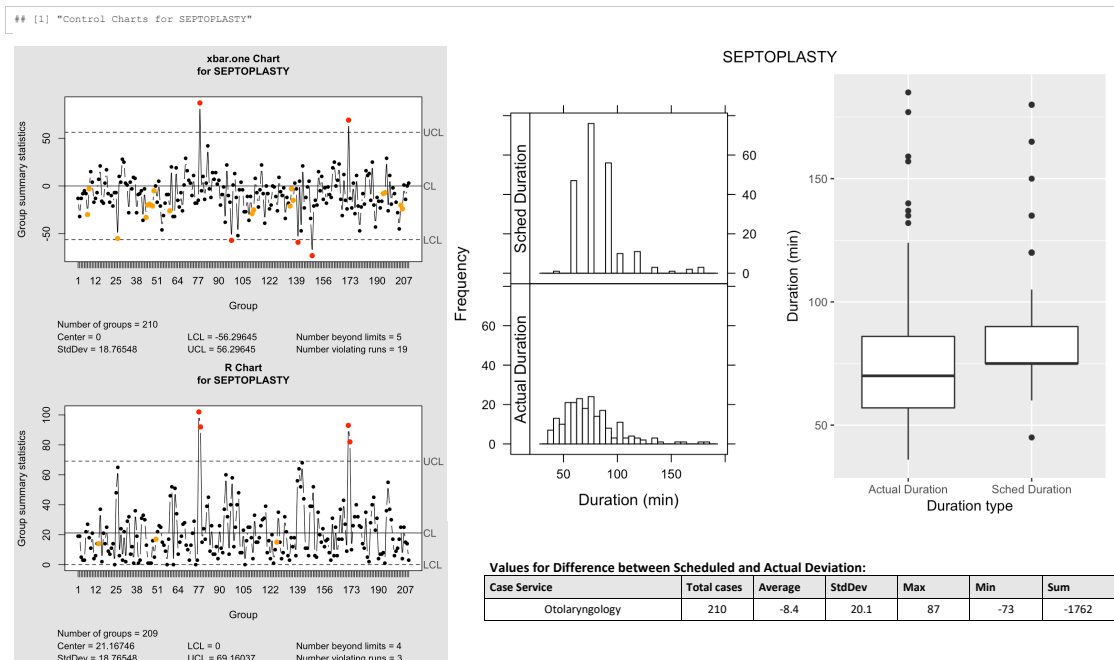 ## [1] "Control Charts for SEPTOPLASTY"
xbar.one Chart
for SEPTOPLASTY
Group summary statistics
50
0
-50
UCL
CL
LCL
1 12 25 38 51 64 77 90 105 122 139 156 173 190 207
Group
Number of groups = 210
Center = 0 LCL = -56.29645 Number beyond limits = 5
StdDev = 18.76548 UCL = 56.29645 Number violating runs = 19
R Chart
for SEPTOPLASTY
Group summary statistics
100
80
60
40
20
0
UCL
CL
LCL
1 12 25 38 51 64 77 90 105 122 139 156 173 190 207
Group
Number of groups = 209
Center = 21.16746 LCL = 0 Number beyond limits = 4
StdDev = 18.76548 UCL = 69.16037 Number violating runs = 3
SEPTOPLASTY
Frequency
Sched Duration
60
40
20
0
Actual Duration
60
40
20
0
50 100 150
Duration (min)
Duration (min)
150
100
50
Actual Duration Sched Duration
Duration type
Values for Difference between Scheduled and Actual Deviation:
Case Service Total cases Average StdDev Max Min Sum
Otolaryngology 210 -8.4 20.1 87 -73 -1762